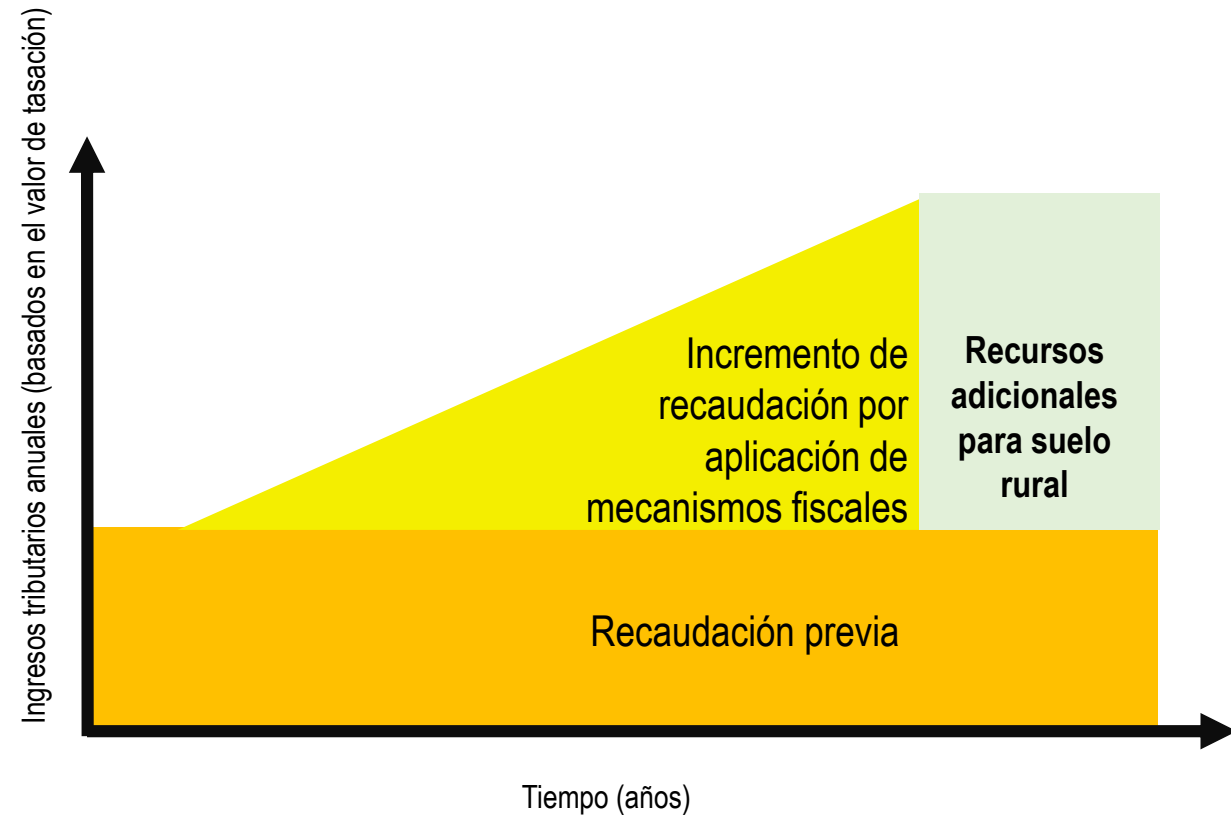 Ingresos tributarios anuales (basados en el valor de tasación)
Incremento de
recaudación por
aplicación de
mecanismos fiscales
Recursos
adicionales
para suelo
rural
Recaudación previa
Tiempo (años)